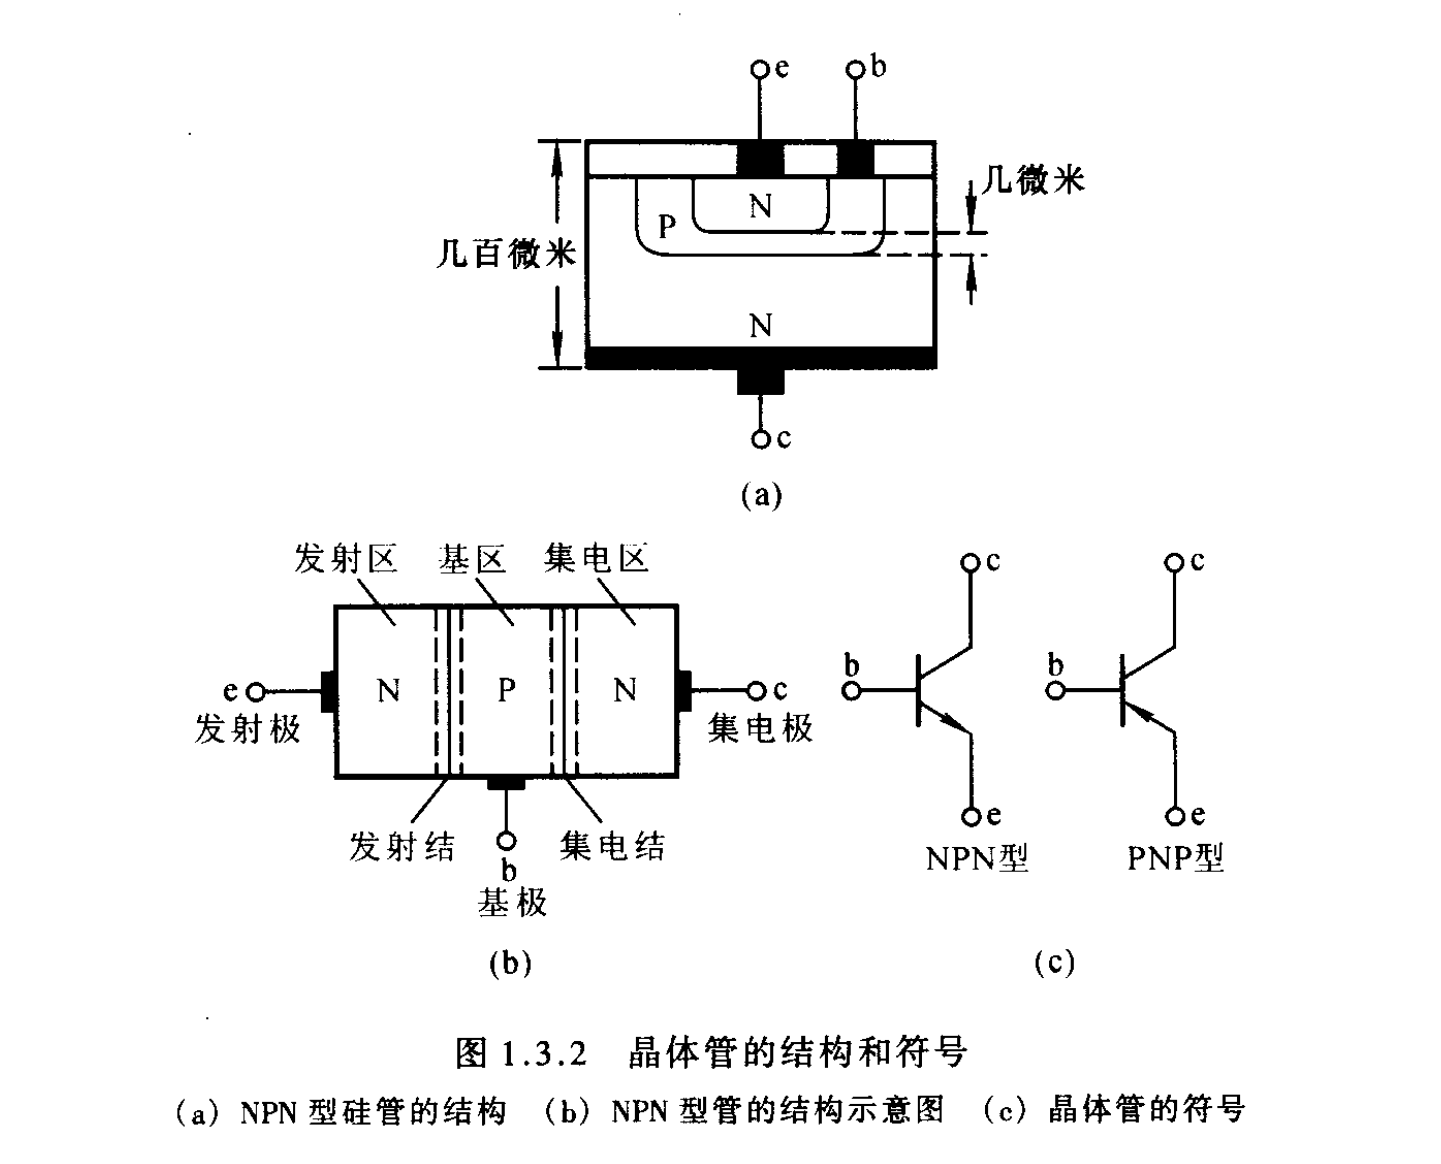 e b
几微米
N
P
几百微米
N
c
(a)
发射区 基区 集电区
e N P N c
发射极 集电极
发射结 集电结
b
基极
(b)
c c
b b
e e
NPN型 PNP型
(c)
图 1.3.2 晶体管的结构和符号
(a) NPN 型硅管的结构 (b) NPN 型管的结构示意图 (c) 晶体管的符号